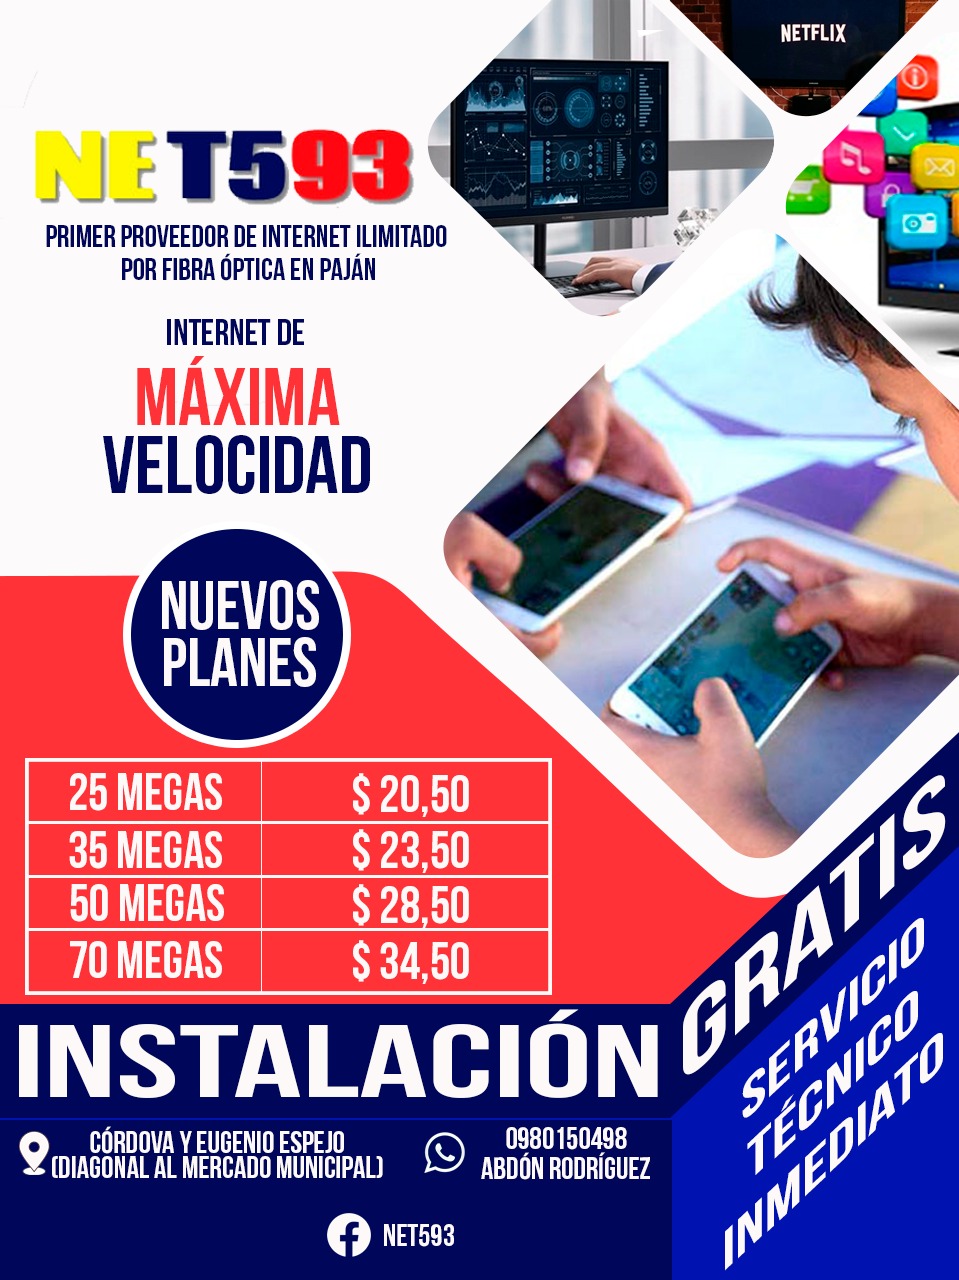 NETFLIX
NET593
PRIMER PROVEEDOR DE INTERNET ILIMITADO
POR FIBRA ÓPTICA EN PAJÁN
INTERNET DE
MÁXIMA
VELOCIDAD
NUEVOS
PLANES
25 MEGAS $ 20,50
35 MEGAS $ 23,50
50 MEGAS $ 28,50
70 MEGAS $ 34,50
INSTALACIÓN GRATIS
SERVICIO
TÉCNICO
INMEDIATO
CÓRDOVA Y EUGENIO ESPEJO
(DIAGONAL AL MERCADO MUNICIPAL)
0980150498
ABDÓN RODRÍGUEZ
NET593